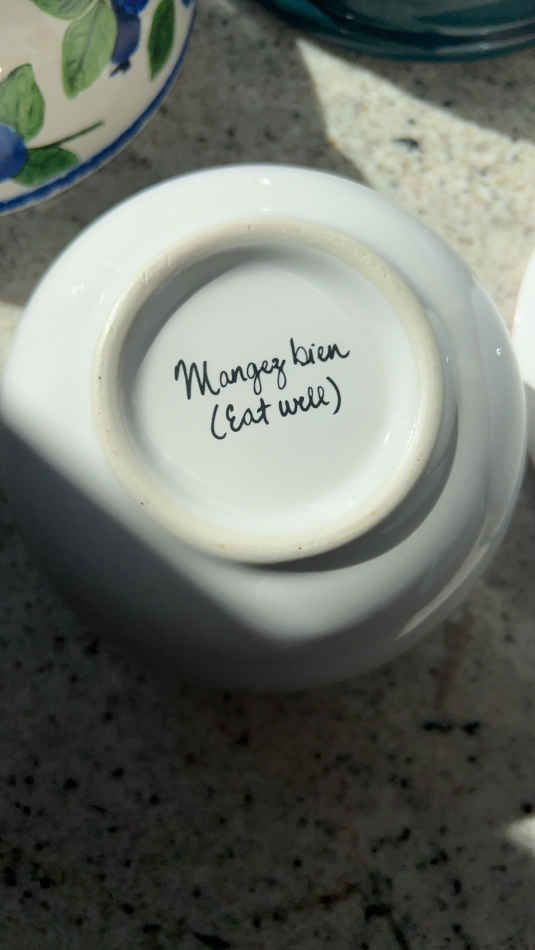 Mangez bien
(Eat well)